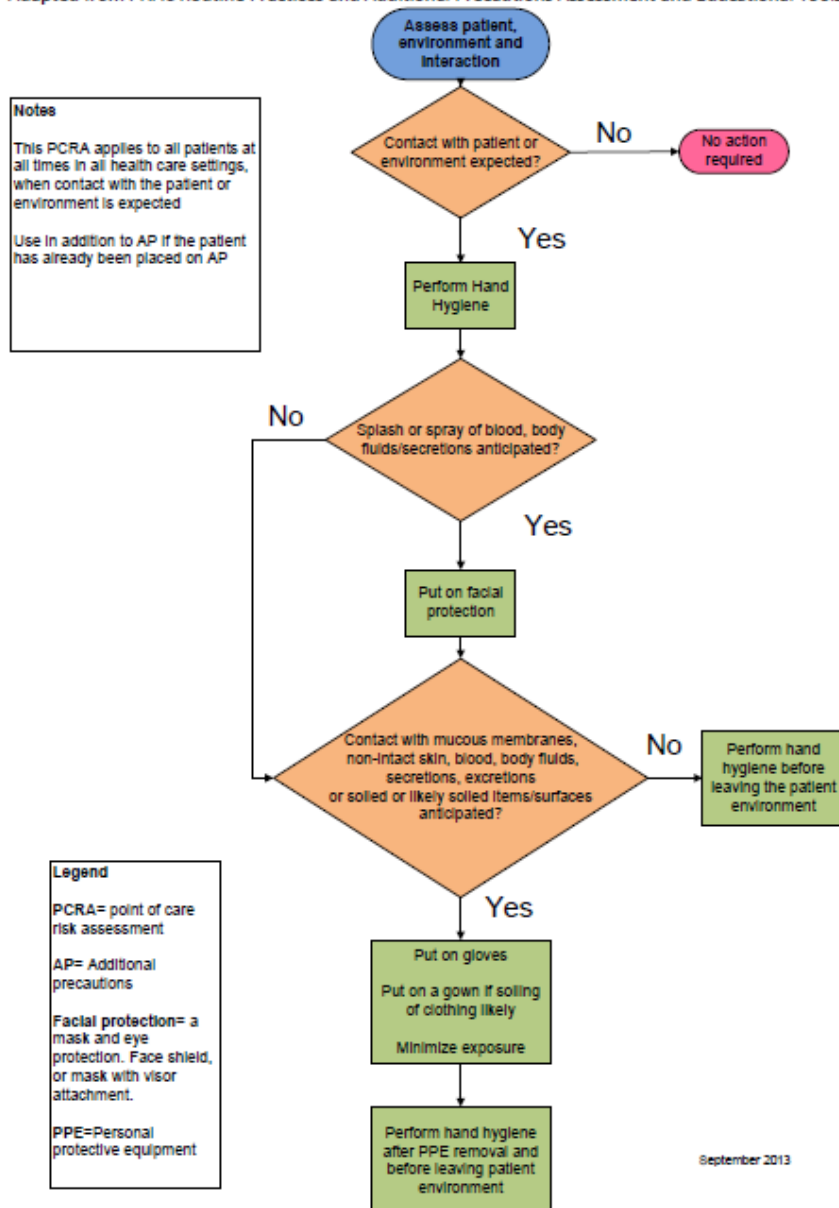 Assess patient,
environment and
interaction
Notes
This PCRA applies to all patients at
all times in all health care settings,
when contact with the patient or
environment is expected
Use in addition to AP if the patient
has already been placed on AP
Contact with patient or
environment expected?
No
No action
required
Yes
Perform Hand
Hygiene
No
Splash or spray of blood, body
fluids/secretions anticipated?
Yes
Put on facial
protection
Contact with mucous membranes,
non-intact skin, blood, body fluids,
secretions, excretions
or soiled or likely soiled items/surfaces
anticipated?
No
Perform hand
hygiene before
leaving the patient
environment
Yes
Legend
PCRA= point of care
risk assessment
AP= Additional
precautions
Facial protection= a
mask and eye
protection. Face shield,
or mask with visor
attachment.
PPE=Personal
protective equipment
Put on gloves
Put on a gown if soiling
of clothing likely
Minimize exposure
Perform hand hygiene
after PPE removal and
before leaving patient
environment
September 2013